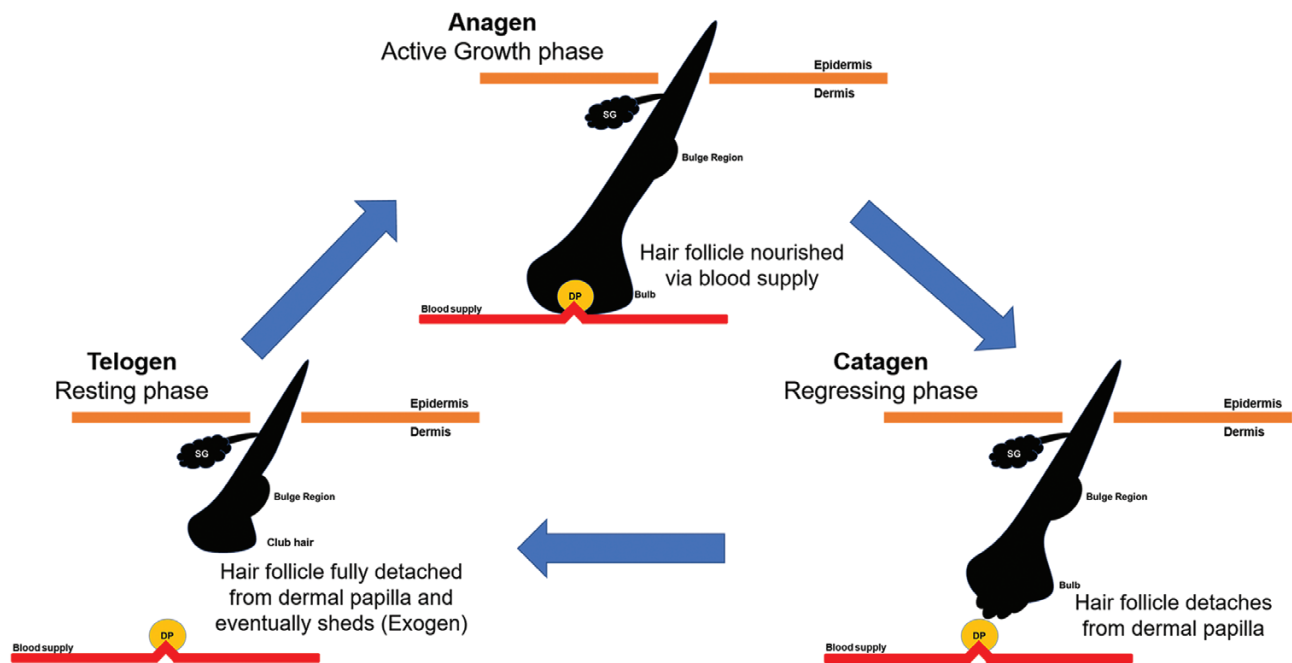 Anagen
Active Growth phase
Epidermis
Dermis
SG
Bulge Region
Hair follicle nourished
via blood supply
DP
Bulb
Blood supply
Catagen
Regressing phase
Epidermis
Dermis
SG
Bulge Region
Bulb
Hair follicle detaches
from dermal papilla
DP
Blood supply
Telogen
Resting phase
Epidermis
Dermis
SG
Bulge Region
Club hair
Hair follicle fully detached
from dermal papilla and
eventually sheds (Exogen)
DP
Blood supply